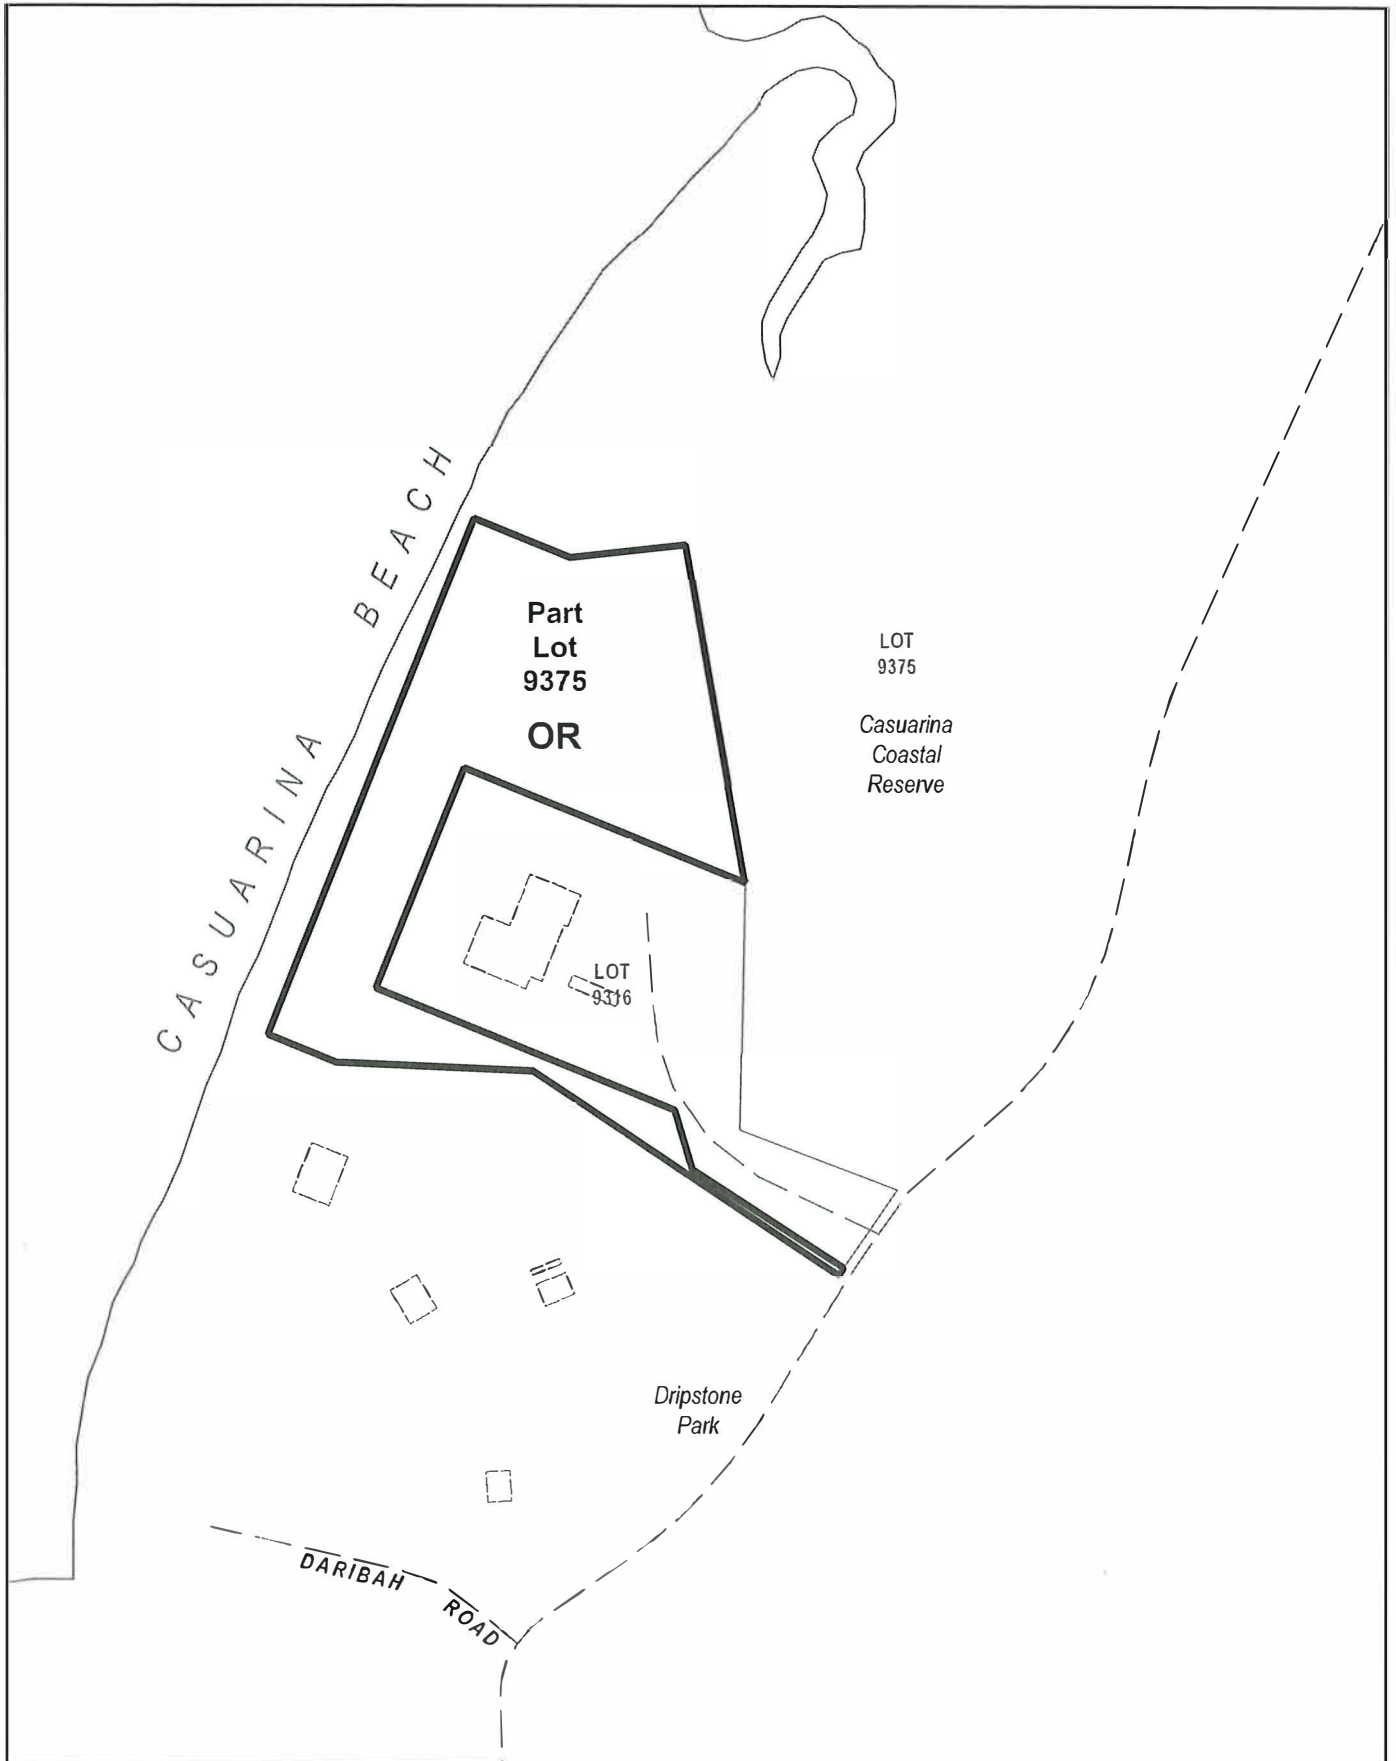 CASUARINA BEACH
Part
Lot
9375
OR
LOT
9375
Casuarina
Coastal
Reserve
LOT
9316
Dripstone
Park
DARIBAH
ROAD